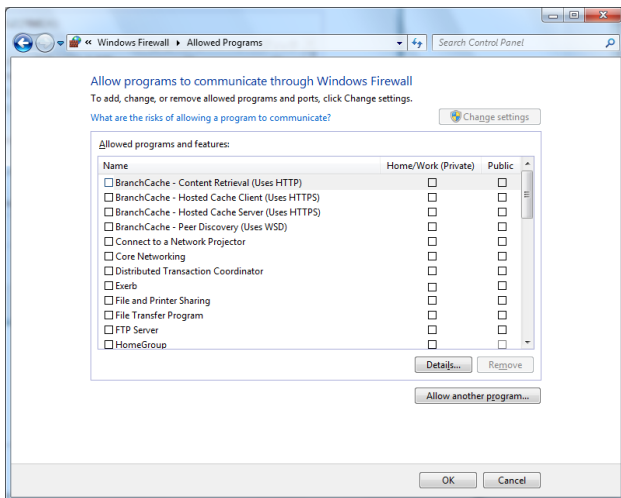 « Windows Firewall ▸ Allowed Programs
Search Control Panel
Allow programs to communicate through Windows Firewall
To add, change, or remove allowed programs and ports, click Change settings.
What are the risks of allowing a program to communicate?
Change settings
Allowed programs and features:
Name Home/Work (Private) Public
BranchCache - Content Retrieval (Uses HTTP)
BranchCache - Hosted Cache Client (Uses HTTPS)
BranchCache - Hosted Cache Server (Uses HTTPS)
BranchCache - Peer Discovery (Uses WSD)
Connect to a Network Projector
Core Networking
Distributed Transaction Coordinator
Exerb
File and Printer Sharing
File Transfer Program
FTP Server
HomeGroup
Details... Remove
Allow another program...
OK Cancel